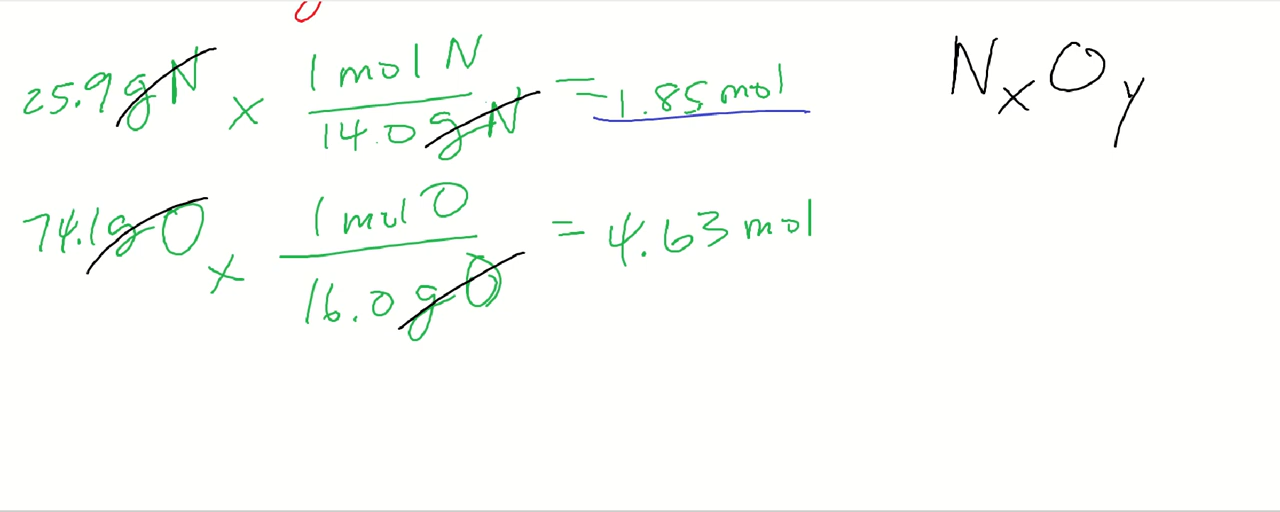 25.9 g N × 1 mol N / 14.0 g N = 1.85 mol
NxOy
74.1 g O × 1 mol O / 16.0 g O = 4.63 mol